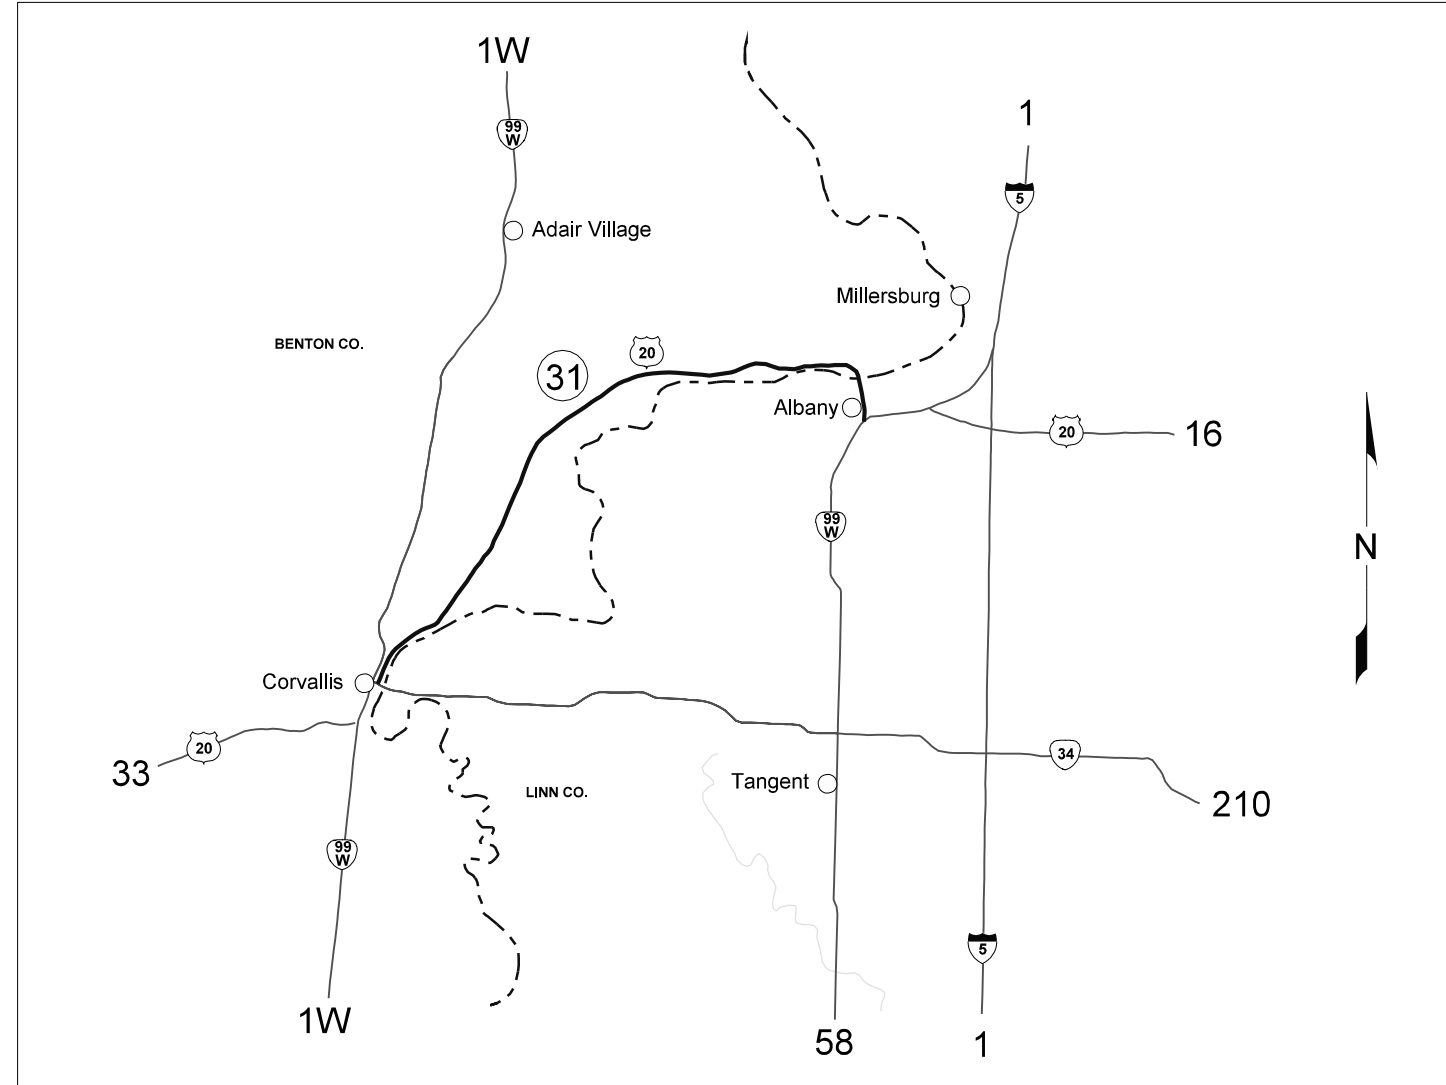 1W
99
W
1
5
Adair Village
Millersburg
BENTON CO.
20
31
Albany
20
16
99
W
N
Corvallis
20
33
34
Tangent
LINN CO.
210
99
W
5
1W
58
1